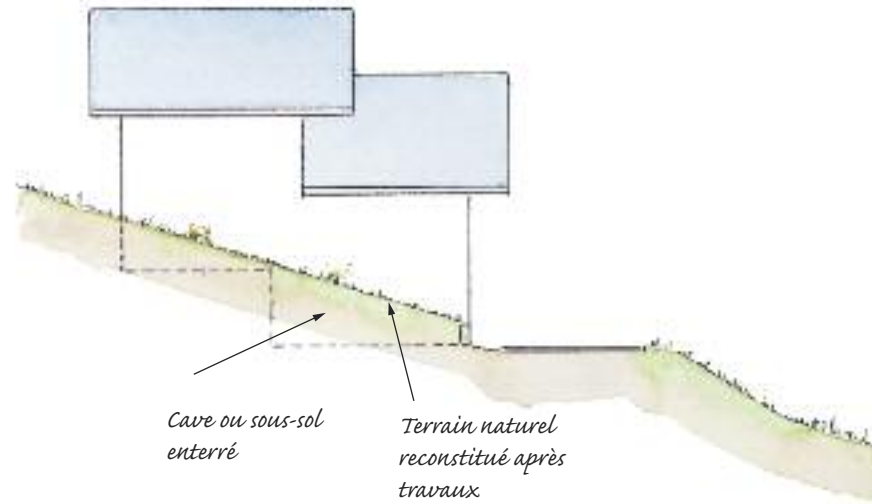 Cave ou sous-sol
enterré
Terrain naturel
reconstitué après
travaux